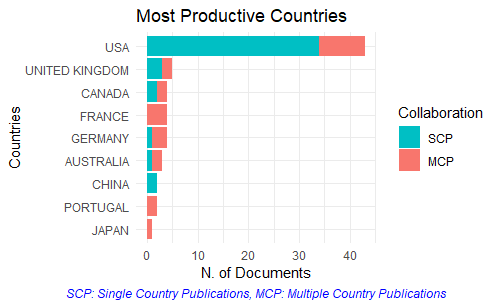 Most Productive Countries
Countries
USA
UNITED KINGDOM
CANADA
FRANCE
GERMANY
AUSTRALIA
CHINA
PORTUGAL
JAPAN
0 10 20 30 40
N. of Documents
Collaboration
SCP
MCP
SCP: Single Country Publications, MCP: Multiple Country Publications